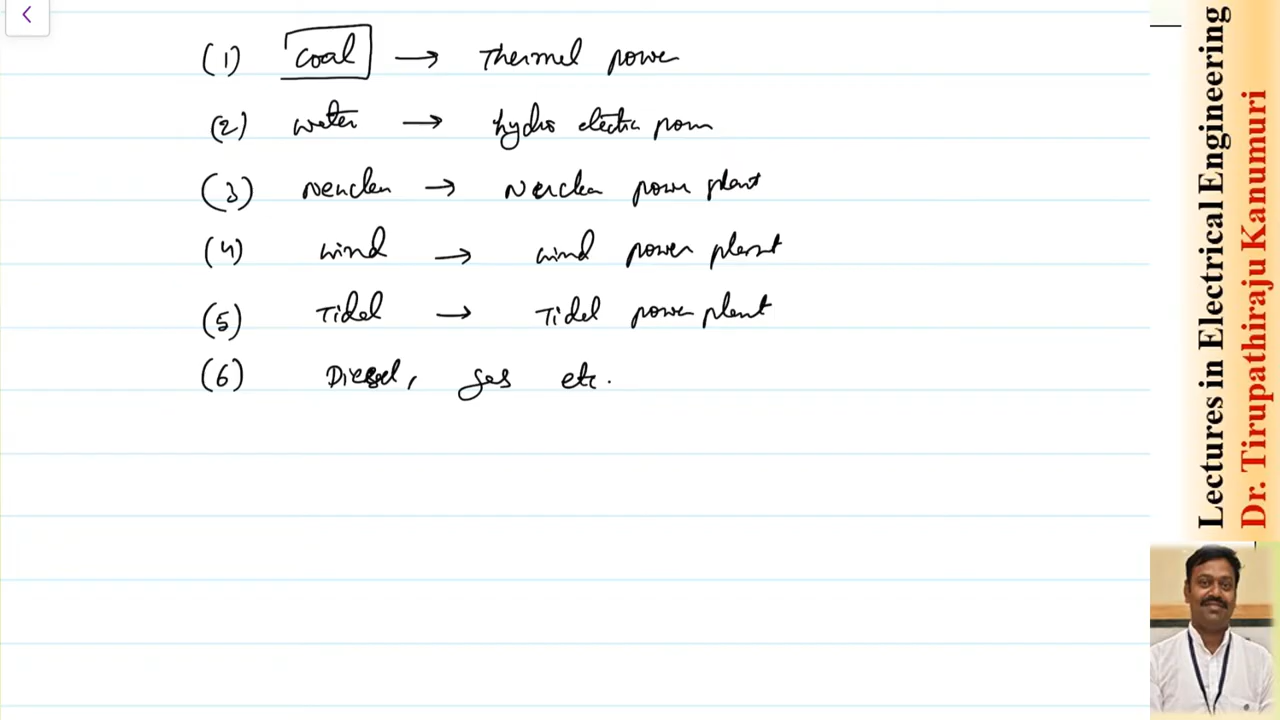 (1) Coal → Thermal power
(2) water → hydro electric power
(3) Nuclear → Nuclear power plant
(4) wind → wind power plant
(5) Tidal → Tidal power plant
(6) Diesel, gas etc.
Lectures in Electrical Engineering
Dr. Tirupathiraju Kanumuri